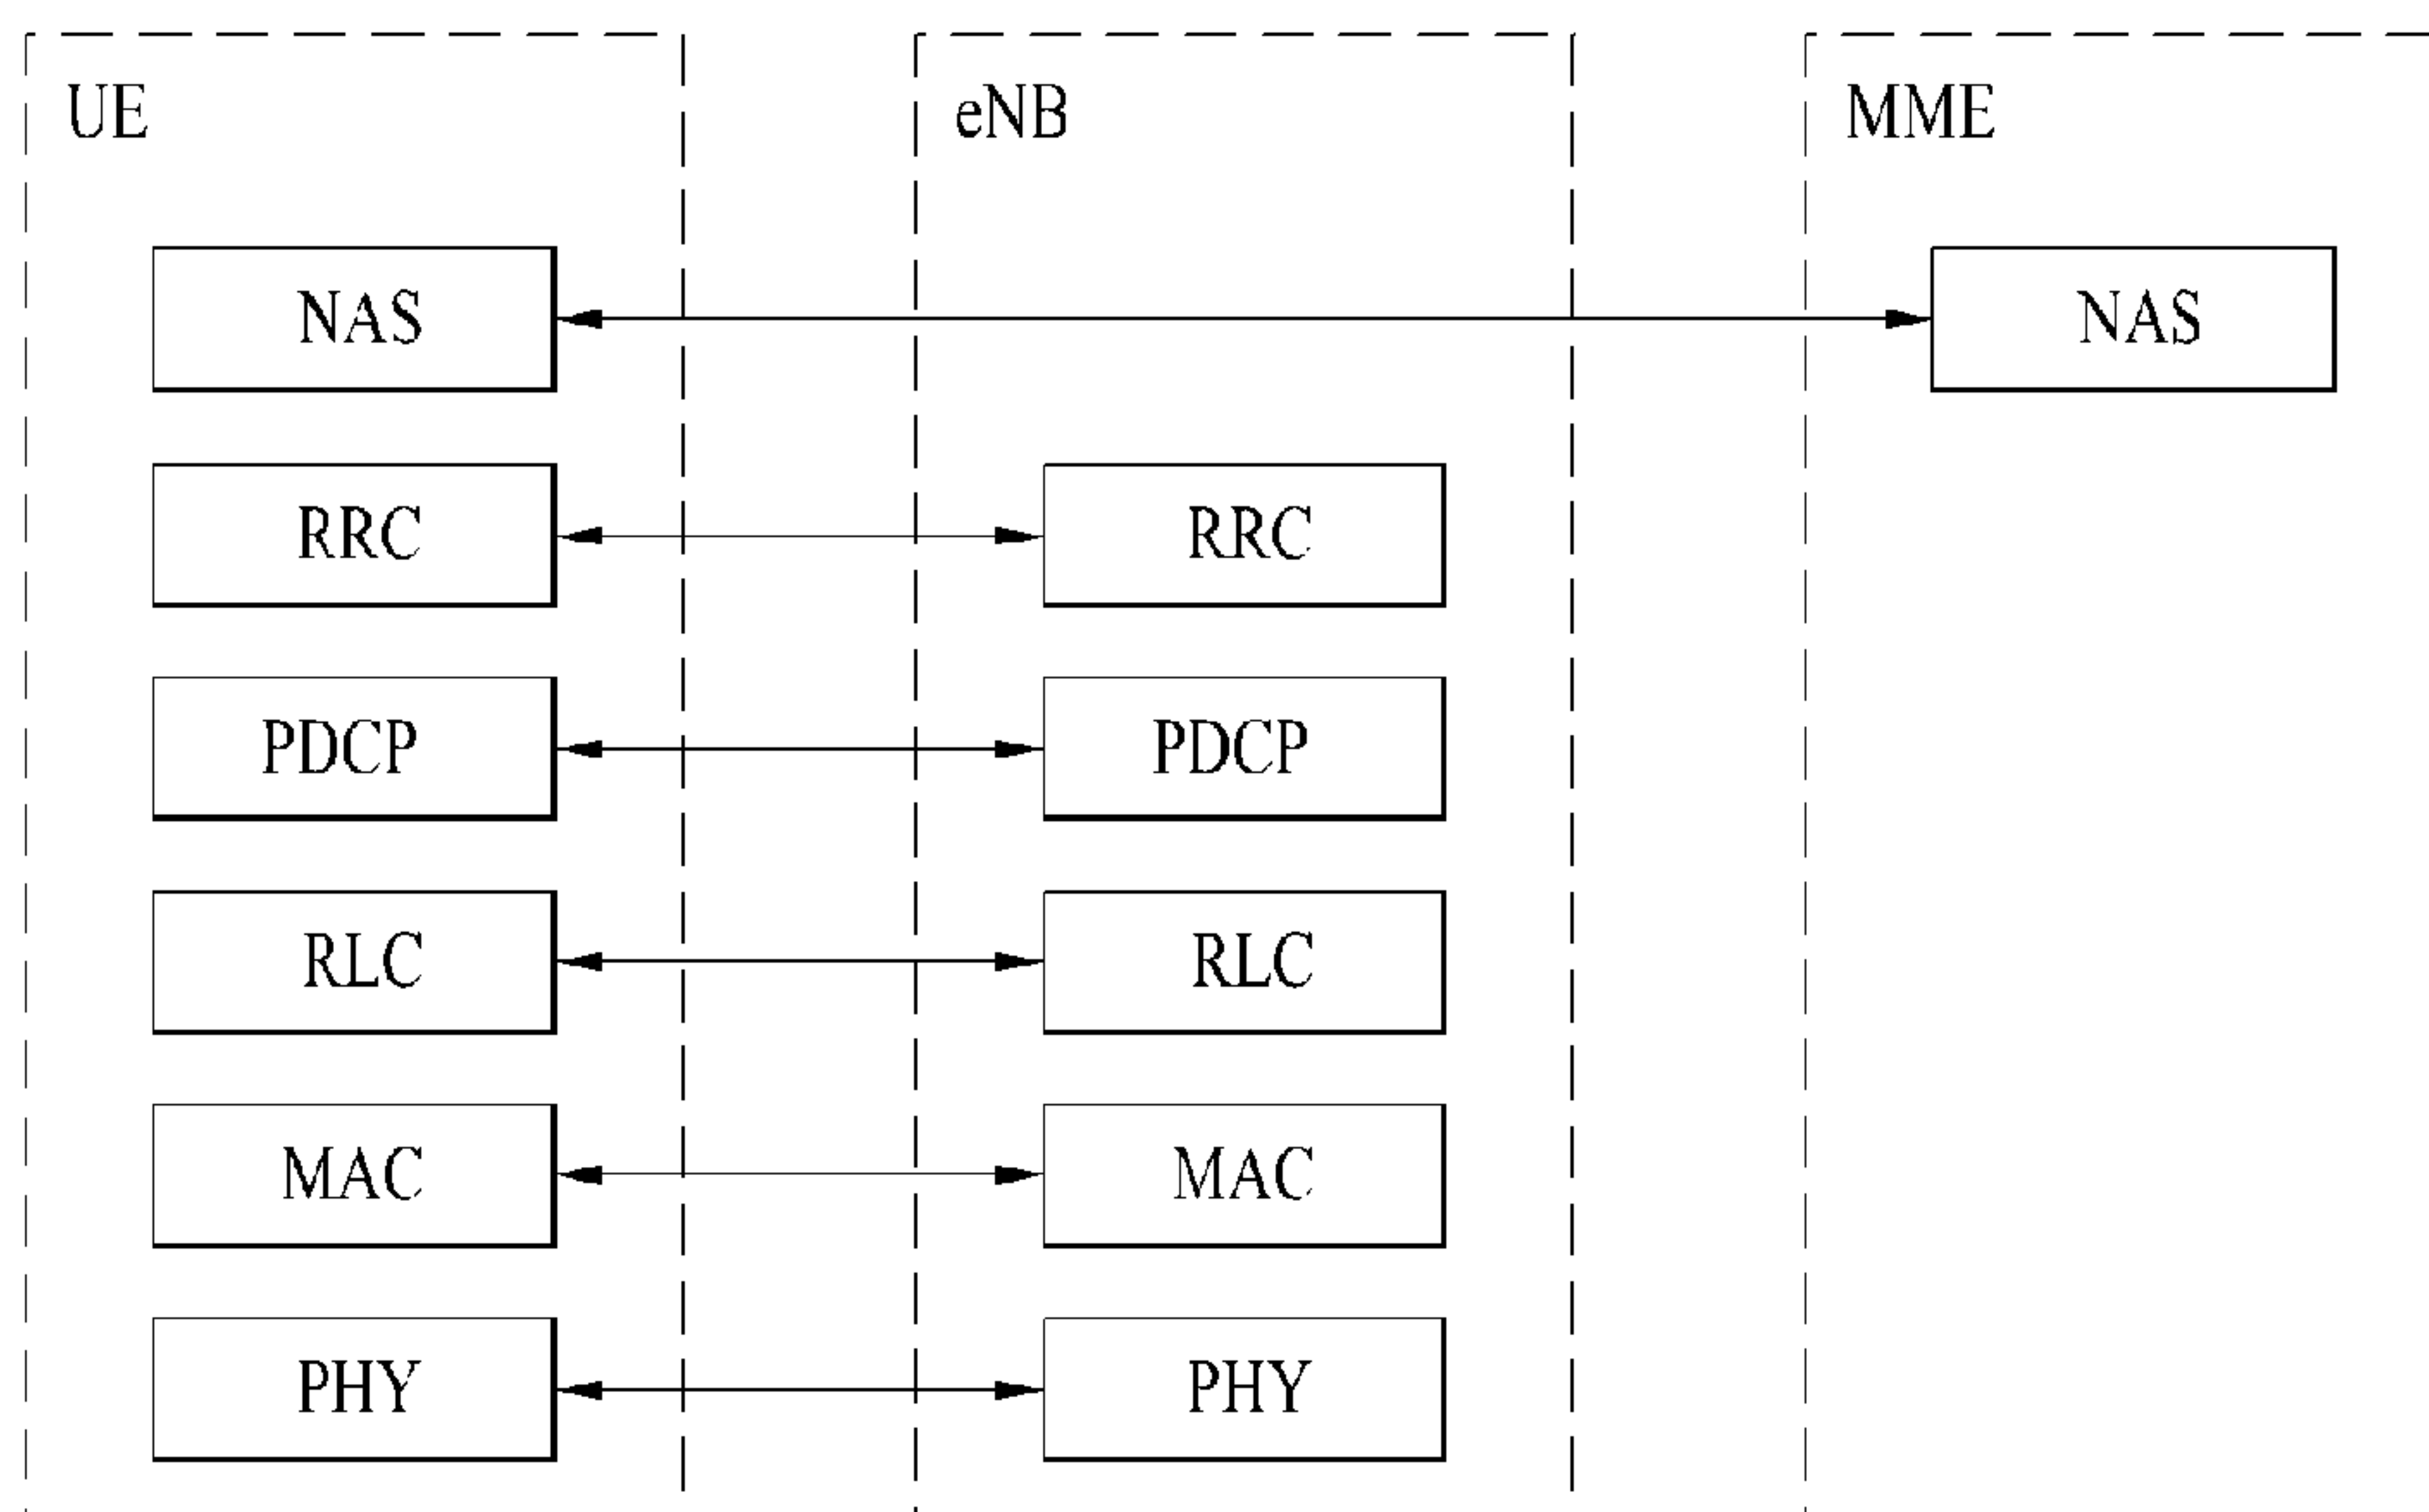 UE eNB MME
NAS NAS
RRC RRC
PDCP PDCP
RLC RLC
MAC MAC
PHY PHY